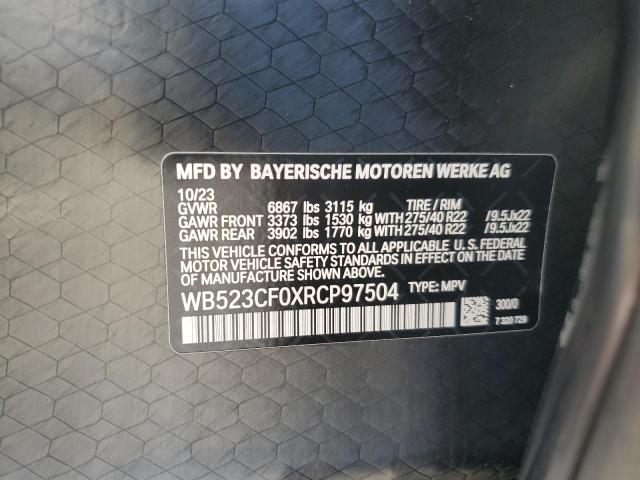 MFD BY BAYERISCHE MOTOREN WERKE AG
10/23
GVWR 6867 lbs 3115 kg TIRE / RIM
GAWR FRONT 3373 lbs 1530 kg WITH 275/40 R22 /9.5Jx22
GAWR REAR 3902 lbs 1770 kg WITH 275/40 R22 /9.5Jx22
THIS VEHICLE CONFORMS TO ALL APPLICABLE U. S. FEDERAL
MOTOR VEHICLE SAFETY STANDARDS IN EFFECT ON THE DATE
OF MANUFACTURE SHOWN ABOVE.
WB523CF0XRCP97504 TYPE: MPV
300/0
7 320 729